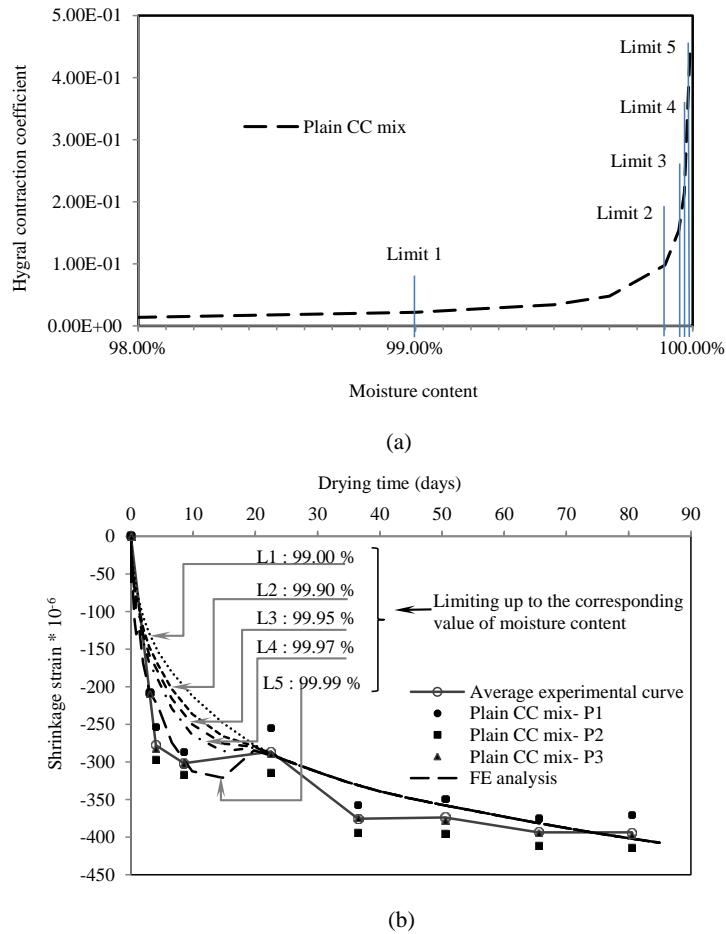 5.00E-01
4.00E-01
3.00E-01
2.00E-01
1.00E-01
0.00E+00
Hygral contraction coefficient
Plain CC mix
Limit 1
Limit 2
Limit 3
Limit 4
Limit 5
98.00% 99.00% 100.00%
Moisture content
(a)
Drying time (days)
0 10 20 30 40 50 60 70 80 90
0
-50
-100
-150
-200
-250
-300
-350
-400
-450
Shrinkage strain * 10-6
L1 : 99.00 %
L2 : 99.90 %
L3 : 99.95 %
L4 : 99.97 %
L5 : 99.99 %
Limiting up to the corresponding
value of moisture content
Average experimental curve
Plain CC mix- P1
Plain CC mix- P2
Plain CC mix- P3
FE analysis
(b)